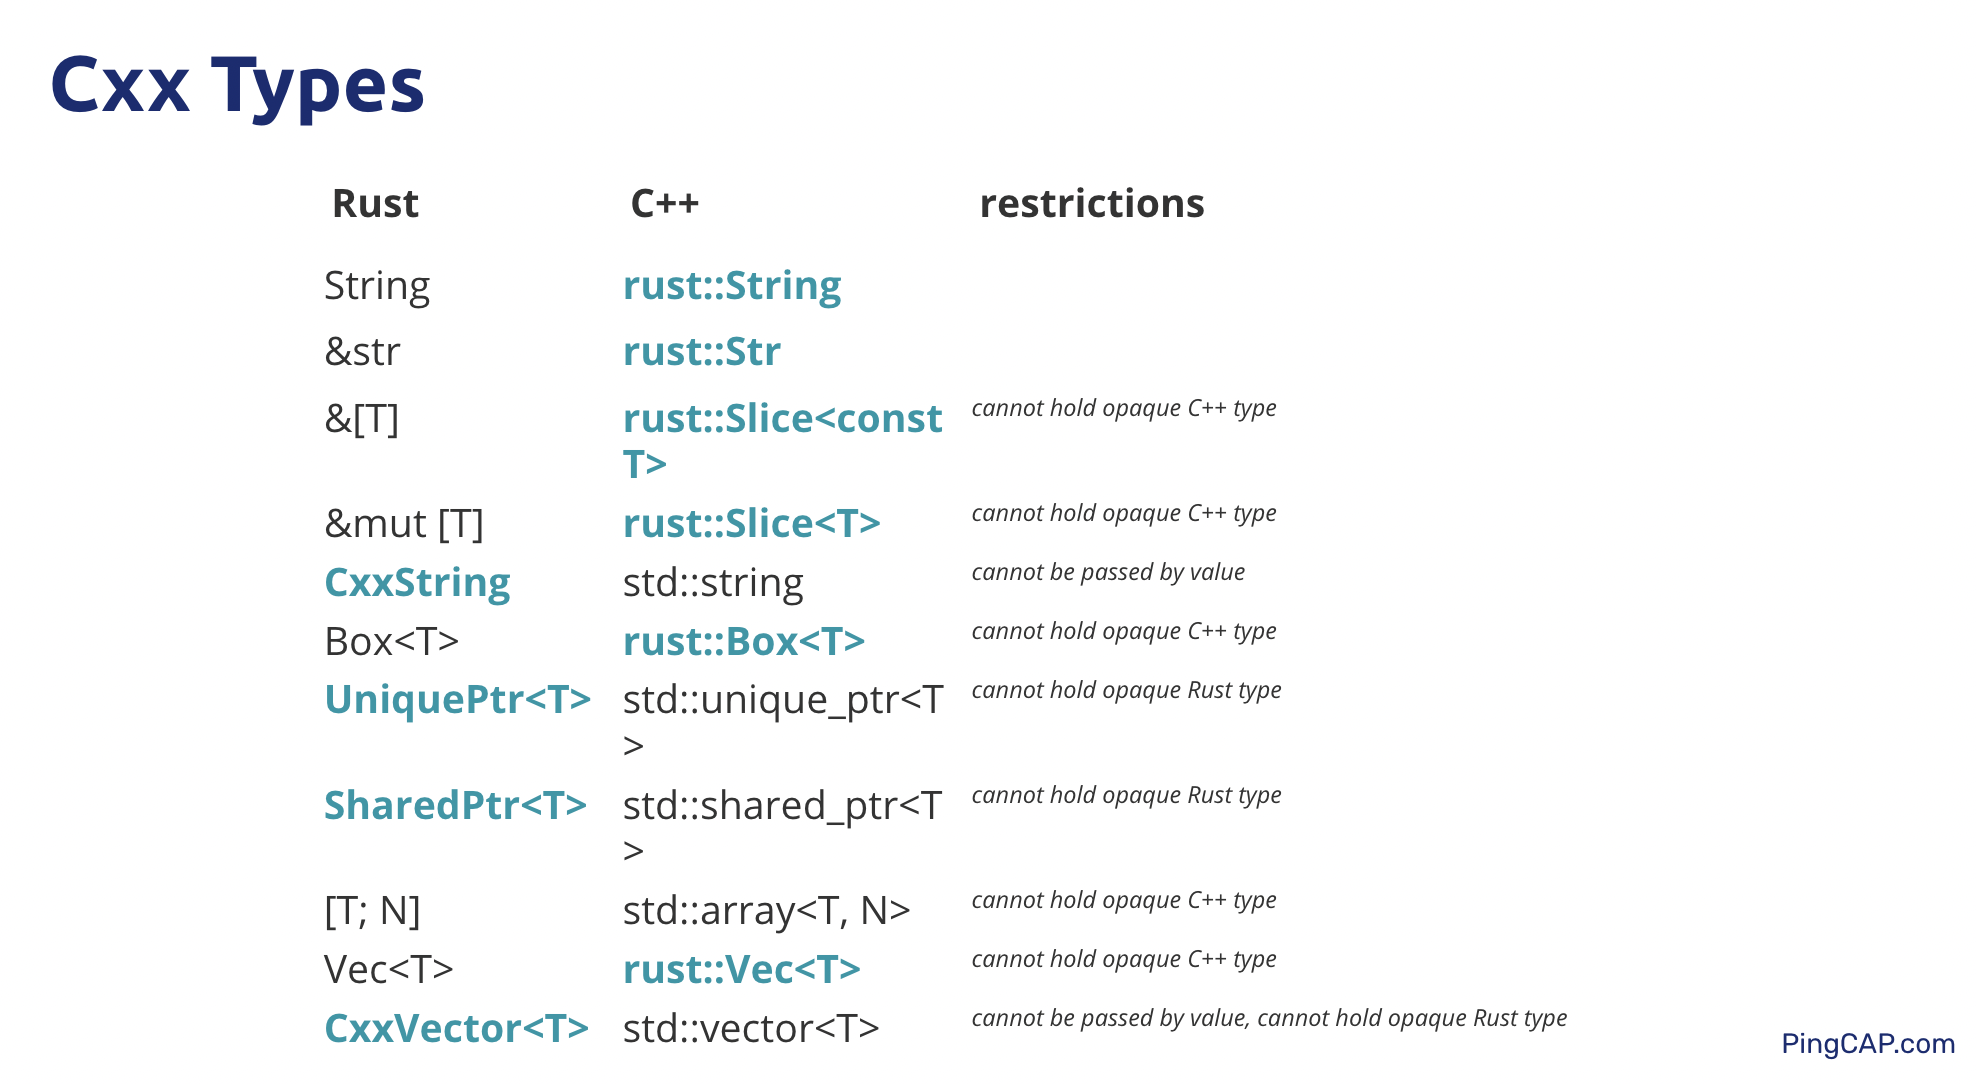 Cxx Types
Rust C++ restrictions
String rust::String
&str rust::Str
&[T] rust::Slice<const cannot hold opaque C++ type
T>
&mut [T] rust::Slice<T> cannot hold opaque C++ type
CxxString std::string cannot be passed by value
Box<T> rust::Box<T> cannot hold opaque C++ type
UniquePtr<T> std::unique_ptr<T cannot hold opaque Rust type
>
SharedPtr<T> std::shared_ptr<T cannot hold opaque Rust type
>
[T; N] std::array<T, N> cannot hold opaque C++ type
Vec<T> rust::Vec<T> cannot hold opaque C++ type
CxxVector<T> std::vector<T> cannot be passed by value, cannot hold opaque Rust type
PingCAP.com